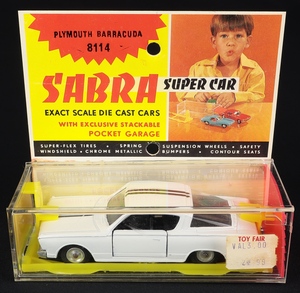 PLYMOUTH BARRACUDA
8114
SABRA SUPER CAR
EXACT SCALE DIE CAST CARS
WITH EXCLUSIVE STACKABLE
POCKET GARAGE
SUPER-FLEX TIRES • SPRING SUSPENSION WHEELS • SAFETY
WINDSHIELD • CHROME METALLIC BUMPERS • CONTOUR SEATS
TOY FAIR